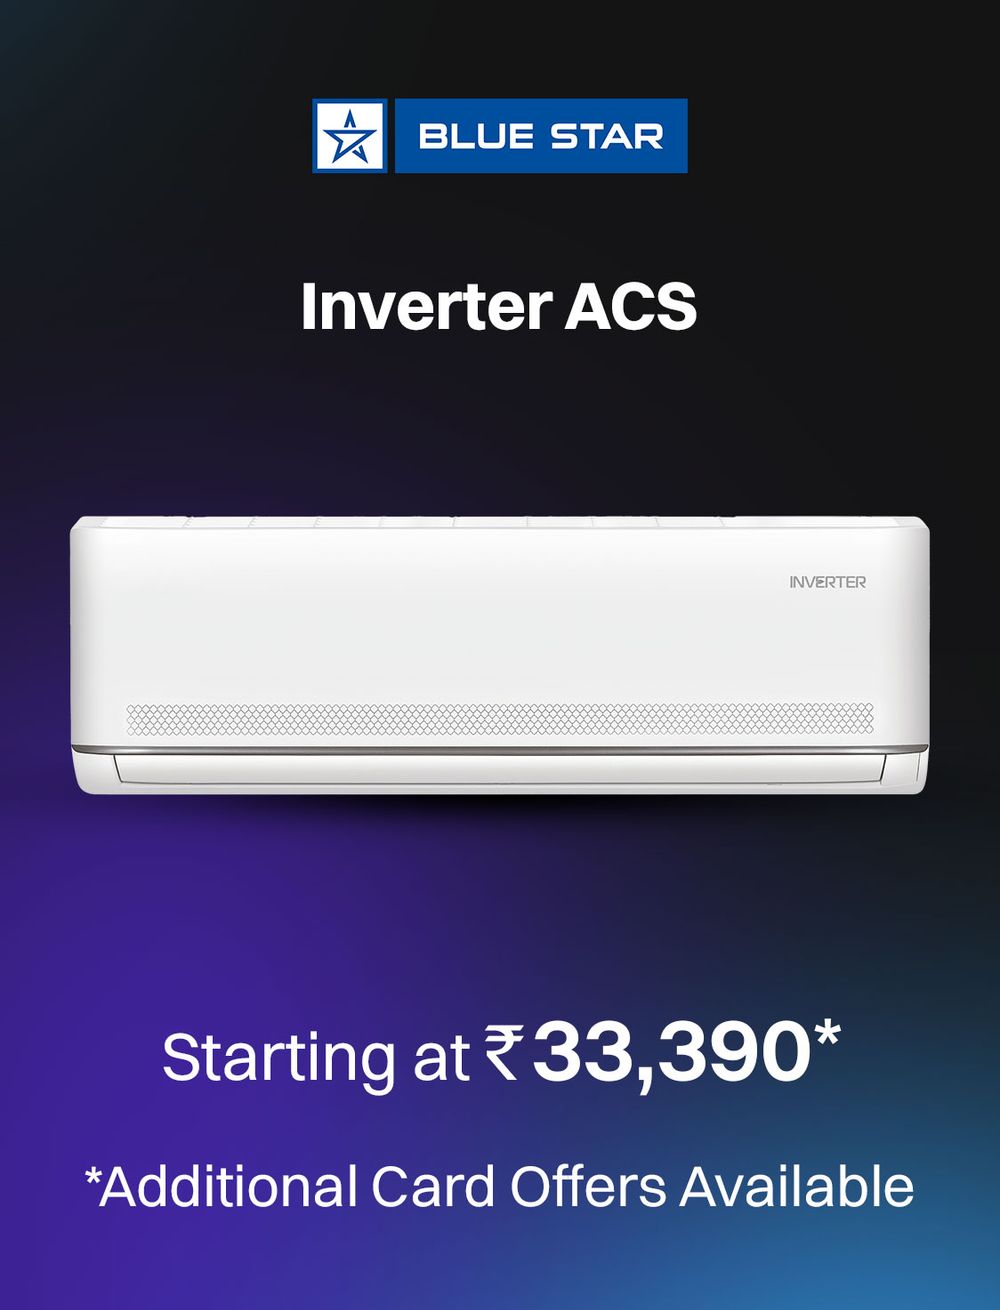 BLUE STAR
Inverter ACS
INVERTER
Starting at ₹33,390*
*Additional Card Offers Available